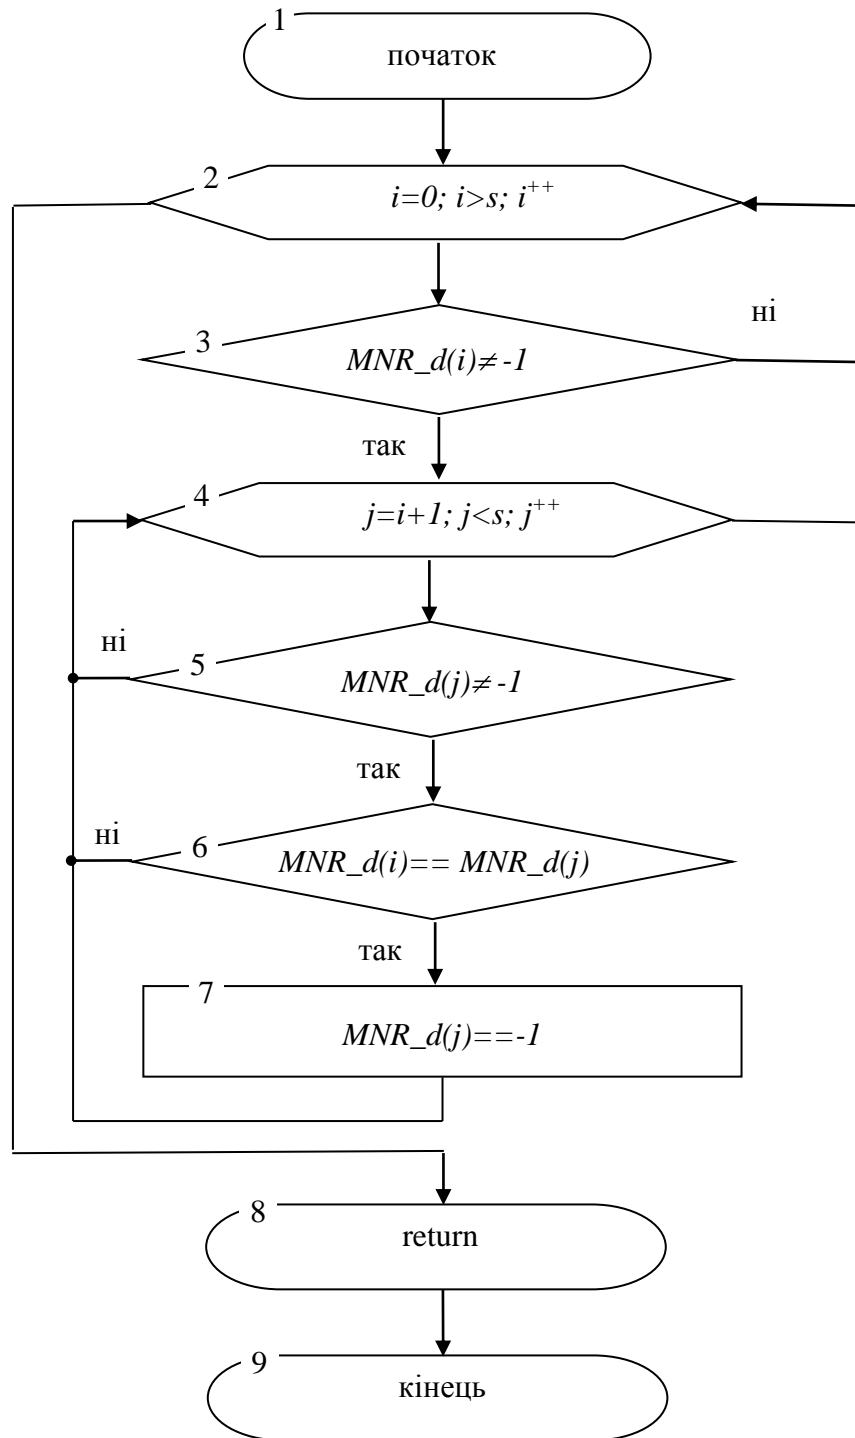 1
початок
2
i=0; i>s; i++
ні
3
MNR_d(i)≠-1
так
4
j=i+1; j<s; j++
ні
5
MNR_d(j)≠-1
так
ні
6
MNR_d(i)== MNR_d(j)
так
7
MNR_d(j)==-1
8
return
9
кінець